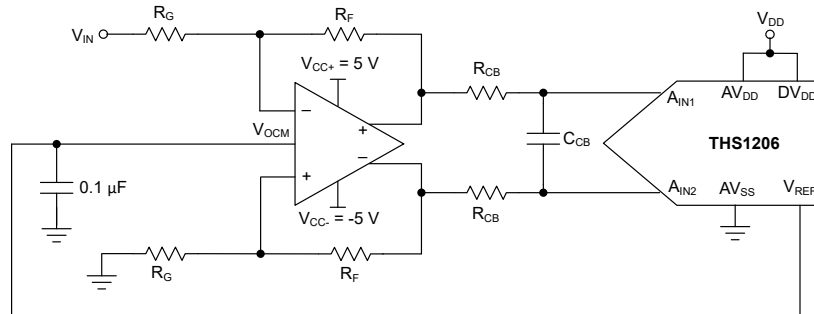 R_G
R_F
V_IN
V_DD
V_CC+ = 5 V
R_CB
A_IN1
AV_DD
DV_DD
−
+
V_OCM
C_CB
THS1206
−
+
0.1 µF
A_IN2
AV_SS
V_REF
V_CC- = -5 V
R_CB
R_G
R_F